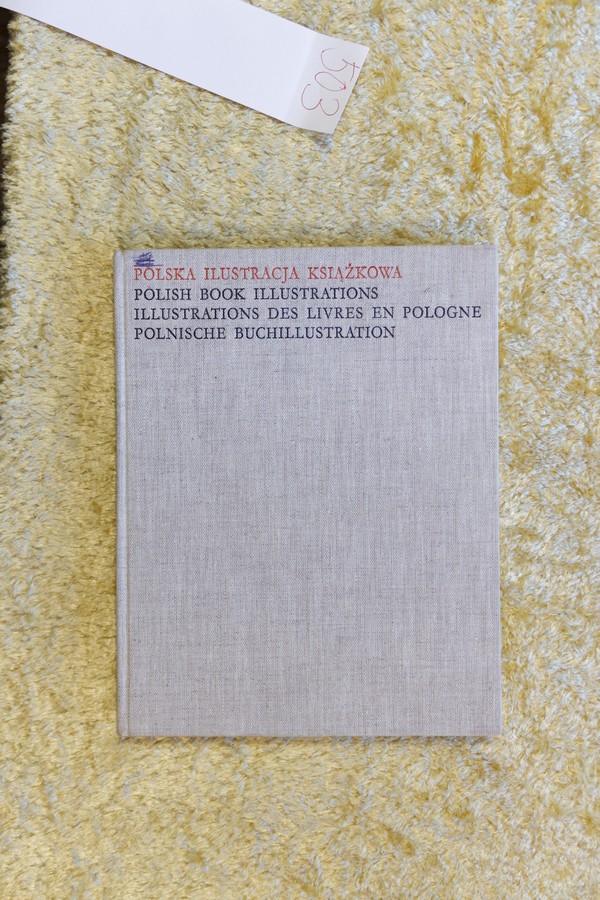 503
POLSKA ILUSTRACJA KSIĄŻKOWA
POLISH BOOK ILLUSTRATIONS
ILLUSTRATIONS DES LIVRES EN POLOGNE
POLNISCHE BUCHILLUSTRATION